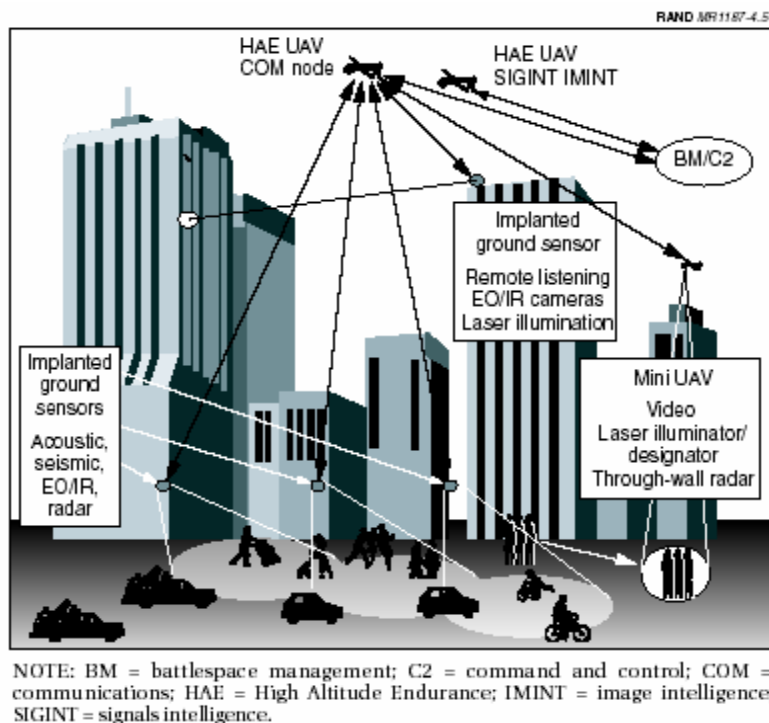 RAND MR1187-4.5
HAE UAV
COM node
HAE UAV
SIGINT IMINT
BM/C2
Implanted
ground sensor
Remote listening
EO/IR cameras
Laser illumination
Implanted
ground
sensors
Acoustic,
seismic,
EO/IR,
radar
Mini UAV
Video
Laser illuminator/
designator
Through-wall radar
NOTE: BM = battlespace management; C2 = command and control; COM =
communications; HAE = High Altitude Endurance; IMINT = image intelligence
SIGINT = signals intelligence.